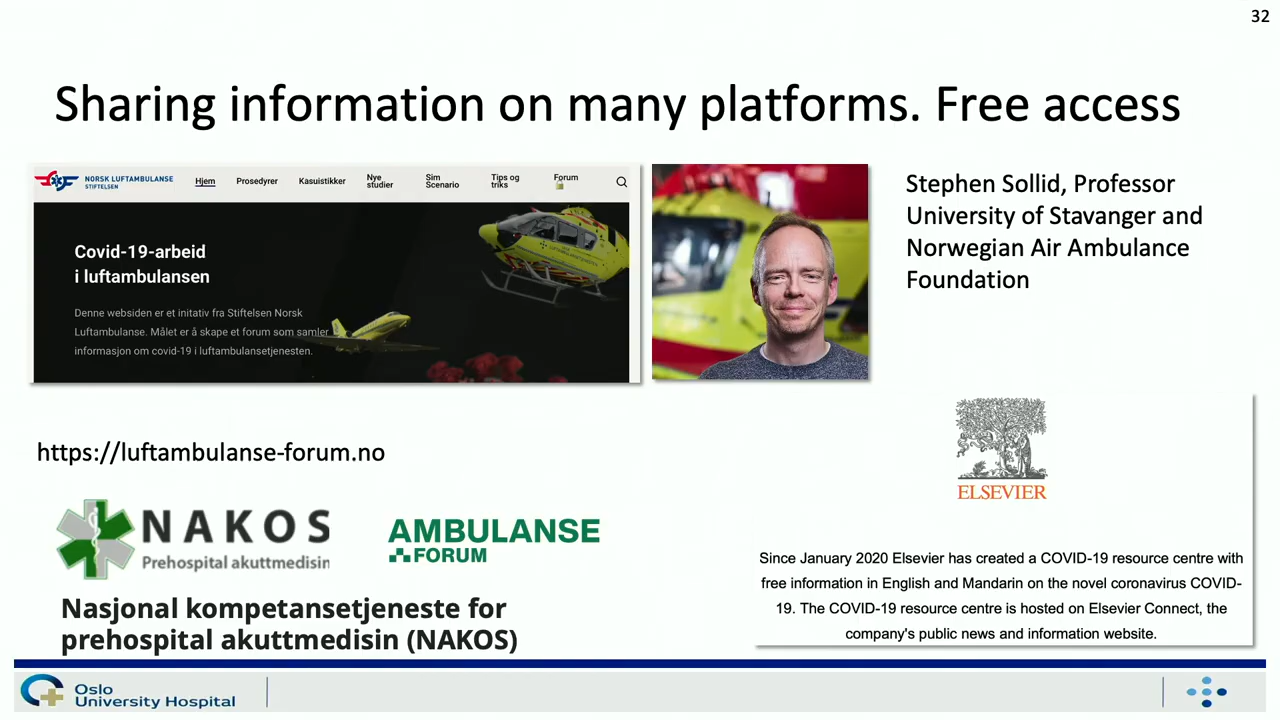 32
Sharing information on many platforms. Free access
NORSK LUFTAMBULANSE
STIFTELSEN
Hjem
Prosedyrer
Kasuistikker
Nye
studier
Sim
Scenario
Tips og
triks
Forum
Covid-19-arbeid
i luftambulansen
Denne websiden er et initativ fra Stiftelsen Norsk
Luftambulanse. Målet er å skape et forum som samler
informasjon om covid-19 i luftambulansetjenesten.
Stephen Sollid, Professor
University of Stavanger and
Norwegian Air Ambulance
Foundation
https://luftambulanse-forum.no
NAKOS
Prehospital akuttmedisin
AMBULANSE
FORUM
Nasjonal kompetansetjeneste for
prehospital akuttmedisin (NAKOS)
ELSEVIER
Since January 2020 Elsevier has created a COVID-19 resource centre with
free information in English and Mandarin on the novel coronavirus COVID-
19. The COVID-19 resource centre is hosted on Elsevier Connect, the
company's public news and information website.
Oslo
University Hospital